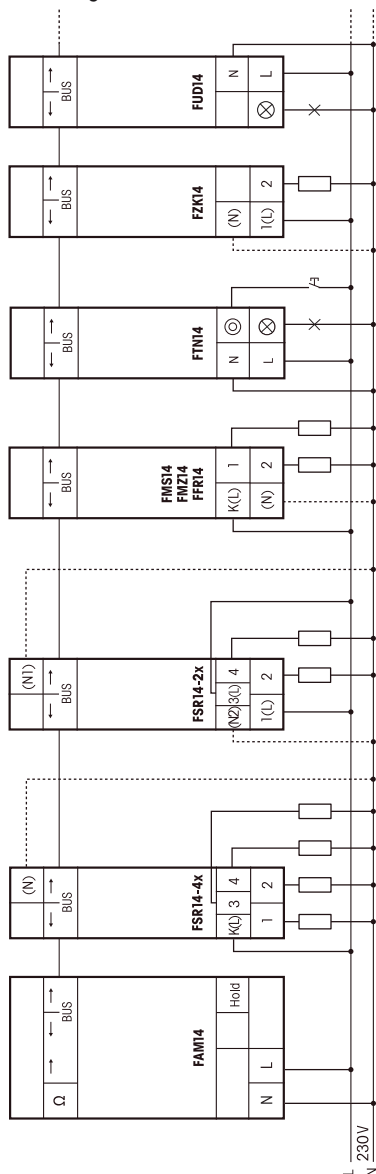 Ω
BUS
FAM14
Hold
N L
(N)
BUS
FSR14-4x
K(L) 3 4
1 2
(N1)
BUS
FSR14-2x
(N2) 3(L) 4
1(L) 2
BUS
FMS14
FMZ14
FFR14
K(L) 1
(N) 2
BUS
FTN14
N
L
BUS
FZK14
(N)
1(L) 2
BUS
FUD14
N
L
L
230V
N